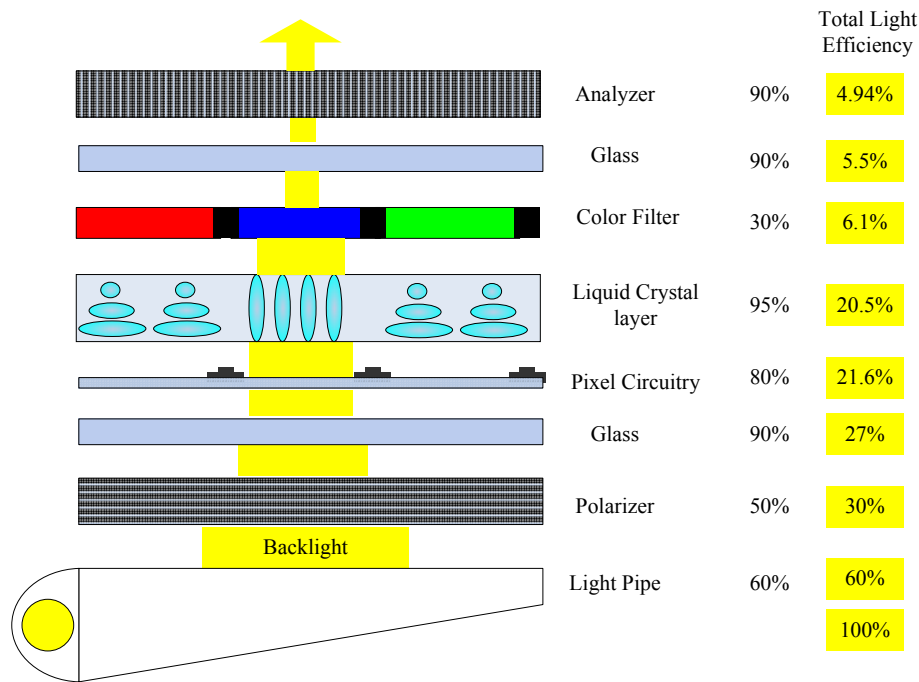 Total Light
Efficiency
Analyzer 90% 4.94%
Glass 90% 5.5%
Color Filter 30% 6.1%
Liquid Crystal
layer 95% 20.5%
Pixel Circuitry 80% 21.6%
Glass 90% 27%
Polarizer 50% 30%
Backlight
Light Pipe 60% 60%
100%